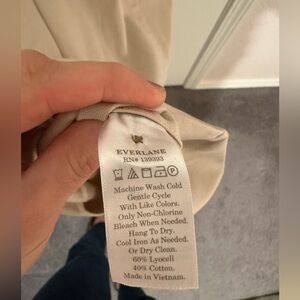 EVERLANE
RN# 139393
Machine Wash Cold
Gentle Cycle
With Like Colors.
Only Non-Chlorine
Bleach When Needed.
Hang To Dry.
Cool Iron As Needed.
Or Dry Clean.
60% Lyocell
40% Cotton.
Made in Vietnam.